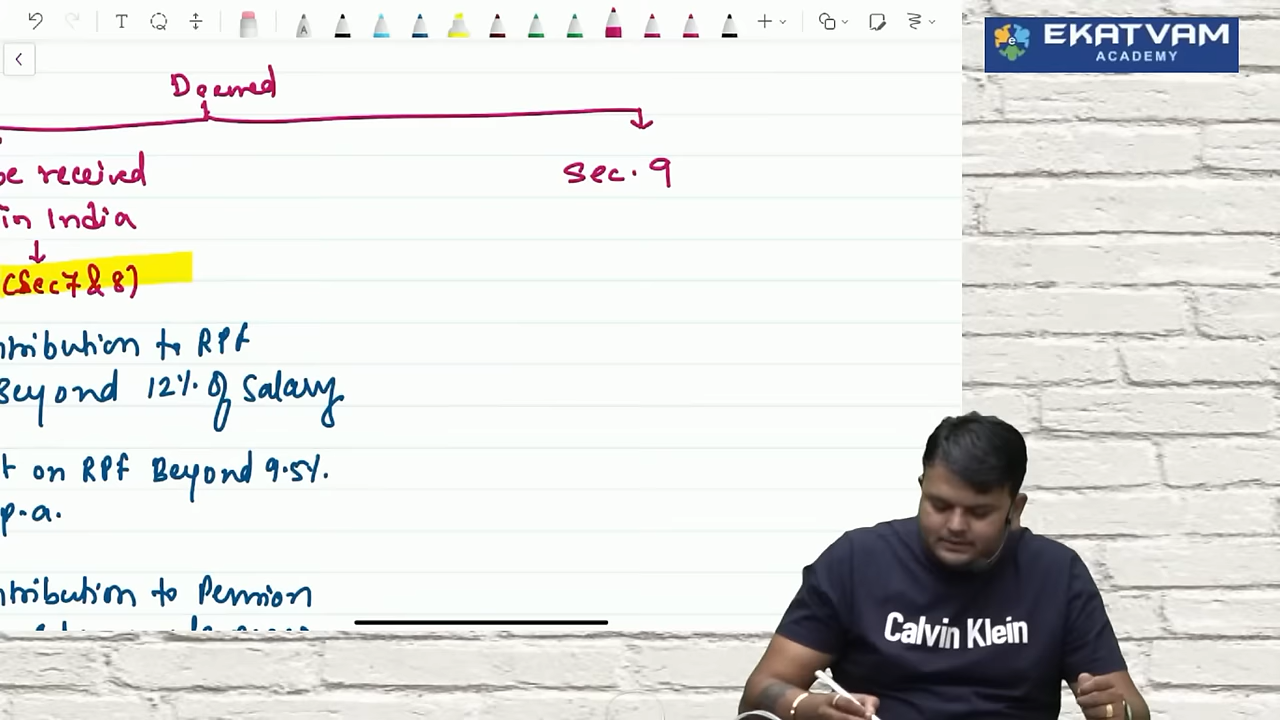 EKATVAM
ACADEMY
Deemed
be received
Sec. 9
in India
(Sec 7 & 8)
ntribution to RPF
Beyond 12% of Salary
t on RPF Beyond 9.5%.
p.a.
ntribution to Pension
Calvin Klein